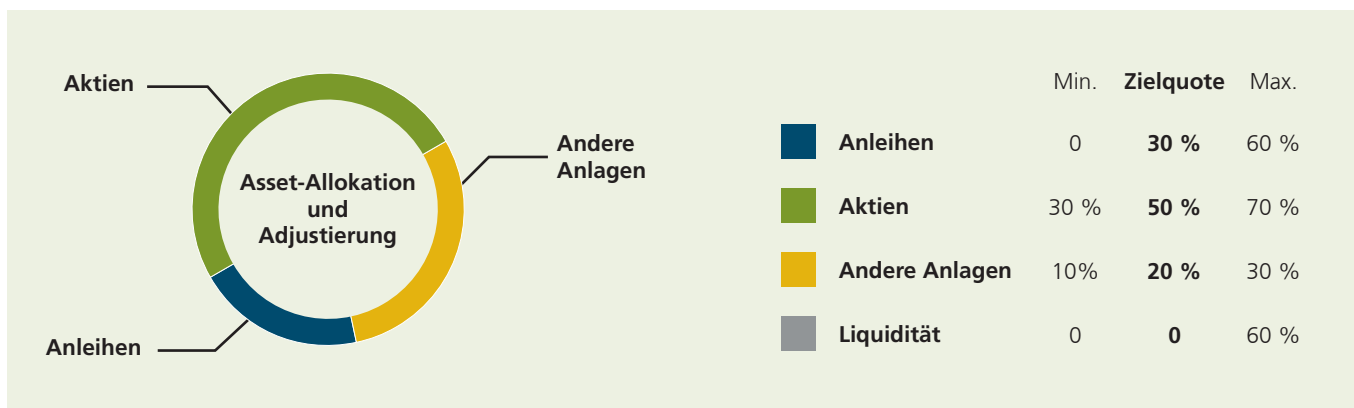 Aktien
Asset-Allokation
und
Adjustierung
Andere
Anlagen
Anleihen
Min. Zielquote Max.
Anleihen 0 30 % 60 %
Aktien 30 % 50 % 70 %
Andere Anlagen 10% 20 % 30 %
Liquidität 0 0 60 %